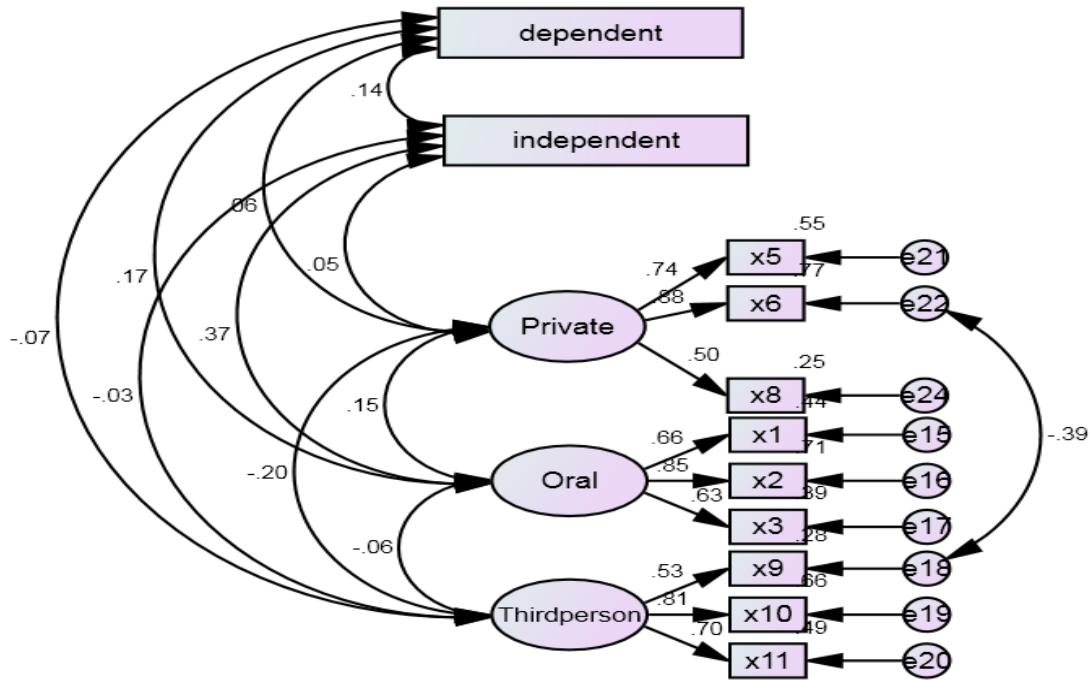 dependent
.14
independent
.06
.55
.05
x5
e21
.74
.77
.17
.88
x6
e22
Private
-.07
.37
.50
.25
-.03
x8
e24
.15
.44
.66
x1
e15
-.39
.71
-.20
.85
Oral
x2
e16
.63
.39
x3
e17
.28
-.06
.53
x9
e18
.66
.81
Thirdperson
x10
e19
.70
.49
x11
e20